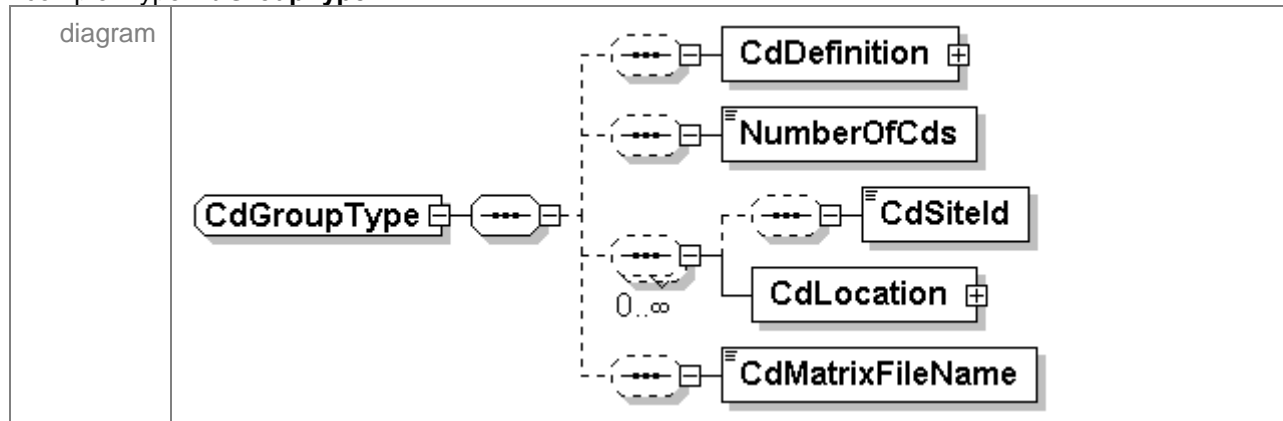 diagram
CdDefinition
NumberOfCds
CdGroupType
CdSiteId
CdLocation
0..∞
CdMatrixFileName